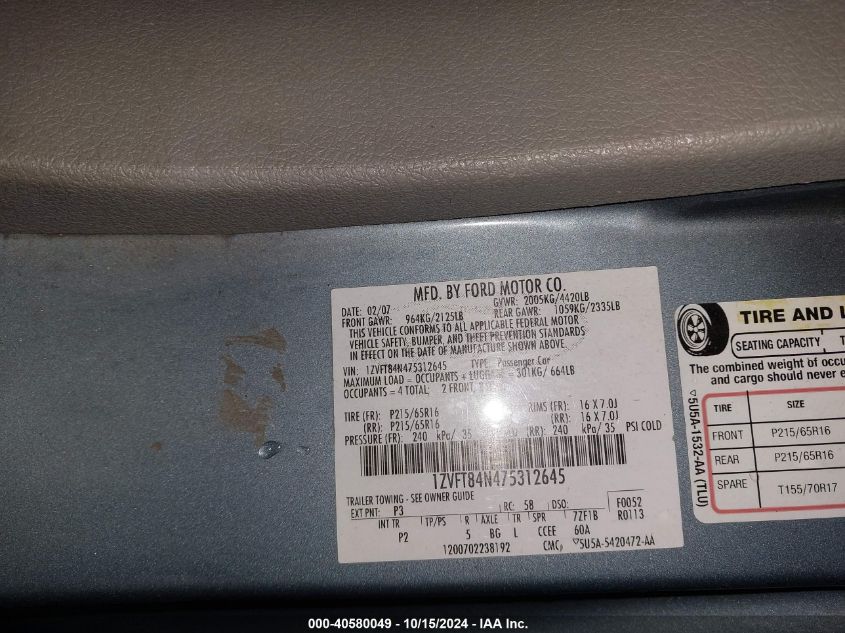 MFD. BY FORD MOTOR CO.
DATE: 02/07 GVWR: 2005KG/4420LB
FRONT GAWR: 964KG/2125LB REAR GAWR: 1059KG/2335LB
THIS VEHICLE CONFORMS TO ALL APPLICABLE FEDERAL MOTOR
VEHICLE SAFETY, BUMPER, AND THEFT PREVENTION STANDARDS
IN EFFECT ON THE DATE OF MANUFACTURE SHOWN ABOVE.
VIN: 1ZVFT84N475312645 TYPE: Passenger Car
MAXIMUM LOAD = OCCUPANTS + LUGGAGE = 301KG/ 664LB
OCCUPANTS = 4 TOTAL; 2 FRONT,
TIRE (FR): P215/65R16 RIMS (FR): 16 X 7.0J
(RR): P215/65R16 (RR): 16 X 7.0J
PRESSURE (FR): 240 kPa/ 35 (RR): 240 kPa/ 35 PSI COLD
1ZVFT84N475312645
TRAILER TOWING - SEE OWNER GUIDE
EXT PNT: P3 RC: 58 DSO: F0052
INT TR TP/PS R AXLE TR SPR 7ZF1B R0113
P2 5 BG L CCEE 60A
1200702238192 CMC 5U5A-5420472-AA
5U5A-1532-AA (TLU)
TIRE AND L
SEATING CAPACITY T
The combined weight of occu
and cargo should never e
TIRE SIZE
FRONT P215/65R16
REAR P215/65R16
SPARE T155/70R17
000-40580049 - 10/15/2024 - IAA Inc.